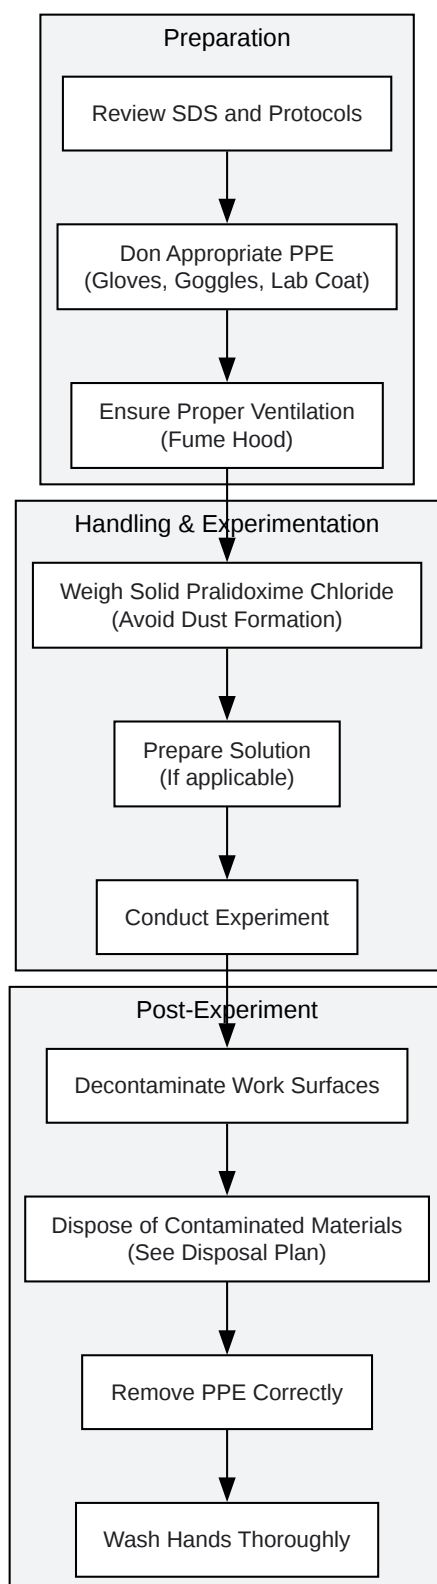 Preparation
Review SDS and Protocols
Don Appropriate PPE
(Gloves, Goggles, Lab Coat)
Ensure Proper Ventilation
(Fume Hood)
Handling & Experimentation
Weigh Solid Pralidoxime Chloride
(Avoid Dust Formation)
Prepare Solution
(If applicable)
Conduct Experiment
Post-Experiment
Decontaminate Work Surfaces
Dispose of Contaminated Materials
(See Disposal Plan)
Remove PPE Correctly
Wash Hands Thoroughly